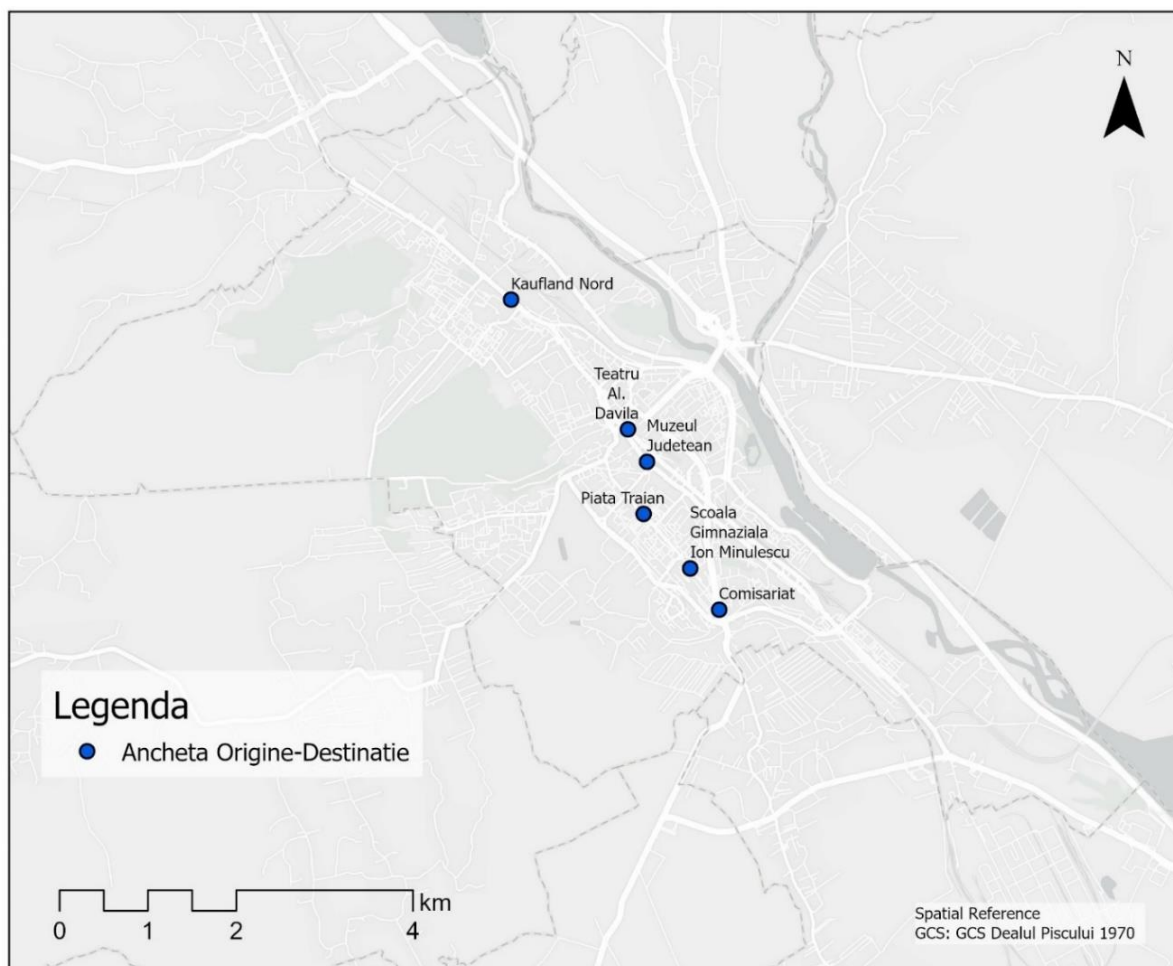 N
Kaufland Nord
Teatru
Al.
Davila
Muzeul
Judetean
Piata Traian
Scoala
Gimnaziala
Ion Minulescu
Comisariat
Legenda
Ancheta Origine-Destinatie
km
0 1 2 4
Spatial Reference
GCS: GCS Dealul Piscului 1970